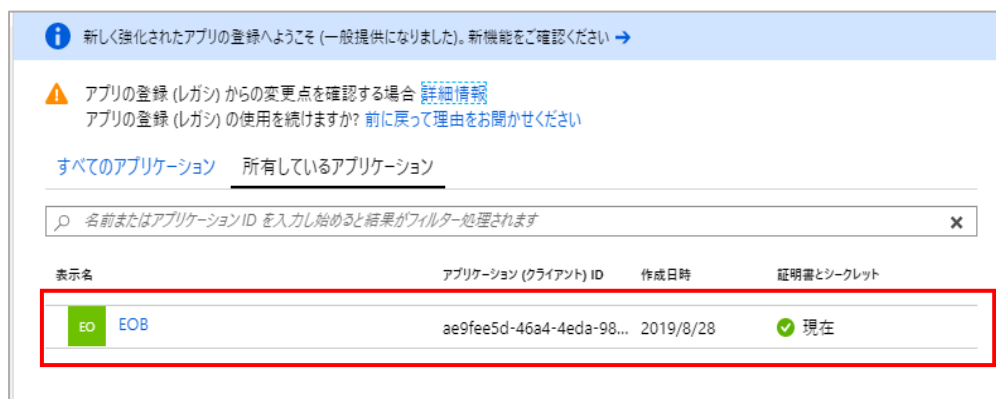 新しく強化されたアプリの登録へようこそ (一般提供になりました)。新機能をご確認ください →
アプリの登録 (レガシ) からの変更点を確認する場合 詳細情報
アプリの登録 (レガシ) の使用を続けますか? 前に戻って理由をお聞かせください
すべてのアプリケーション 所有しているアプリケーション
名前またはアプリケーション ID を入力し始めると結果がフィルター処理されます
表示名 アプリケーション (クライアント) ID 作成日時 証明書とシークレット
EO EOB ae9fee5d-46a4-4eda-98... 2019/8/28 現在